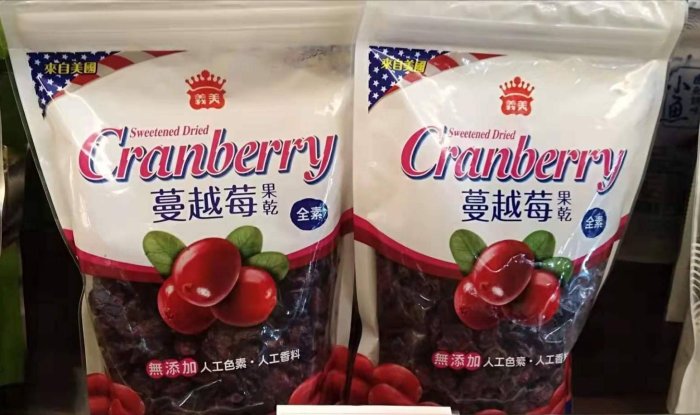 來自美國
義美
Sweetened Dried
Cranberry
蔓越莓果乾
全素
無添加 人工色素・人工香料
來自美國
義美
Sweetened Dried
Cranberry
蔓越莓果乾
全素
無添加 人工色素・人工香料
小魚